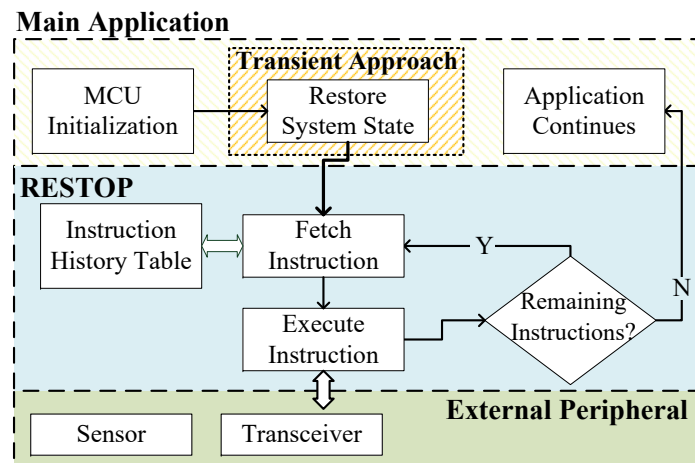 Main Application
Transient Approach
MCU
Initialization
Restore
System State
Application
Continues
RESTOP
Instruction
History Table
Fetch
Instruction
Y
N
Remaining
Instructions?
Execute
Instruction
External Peripheral
Sensor
Transceiver